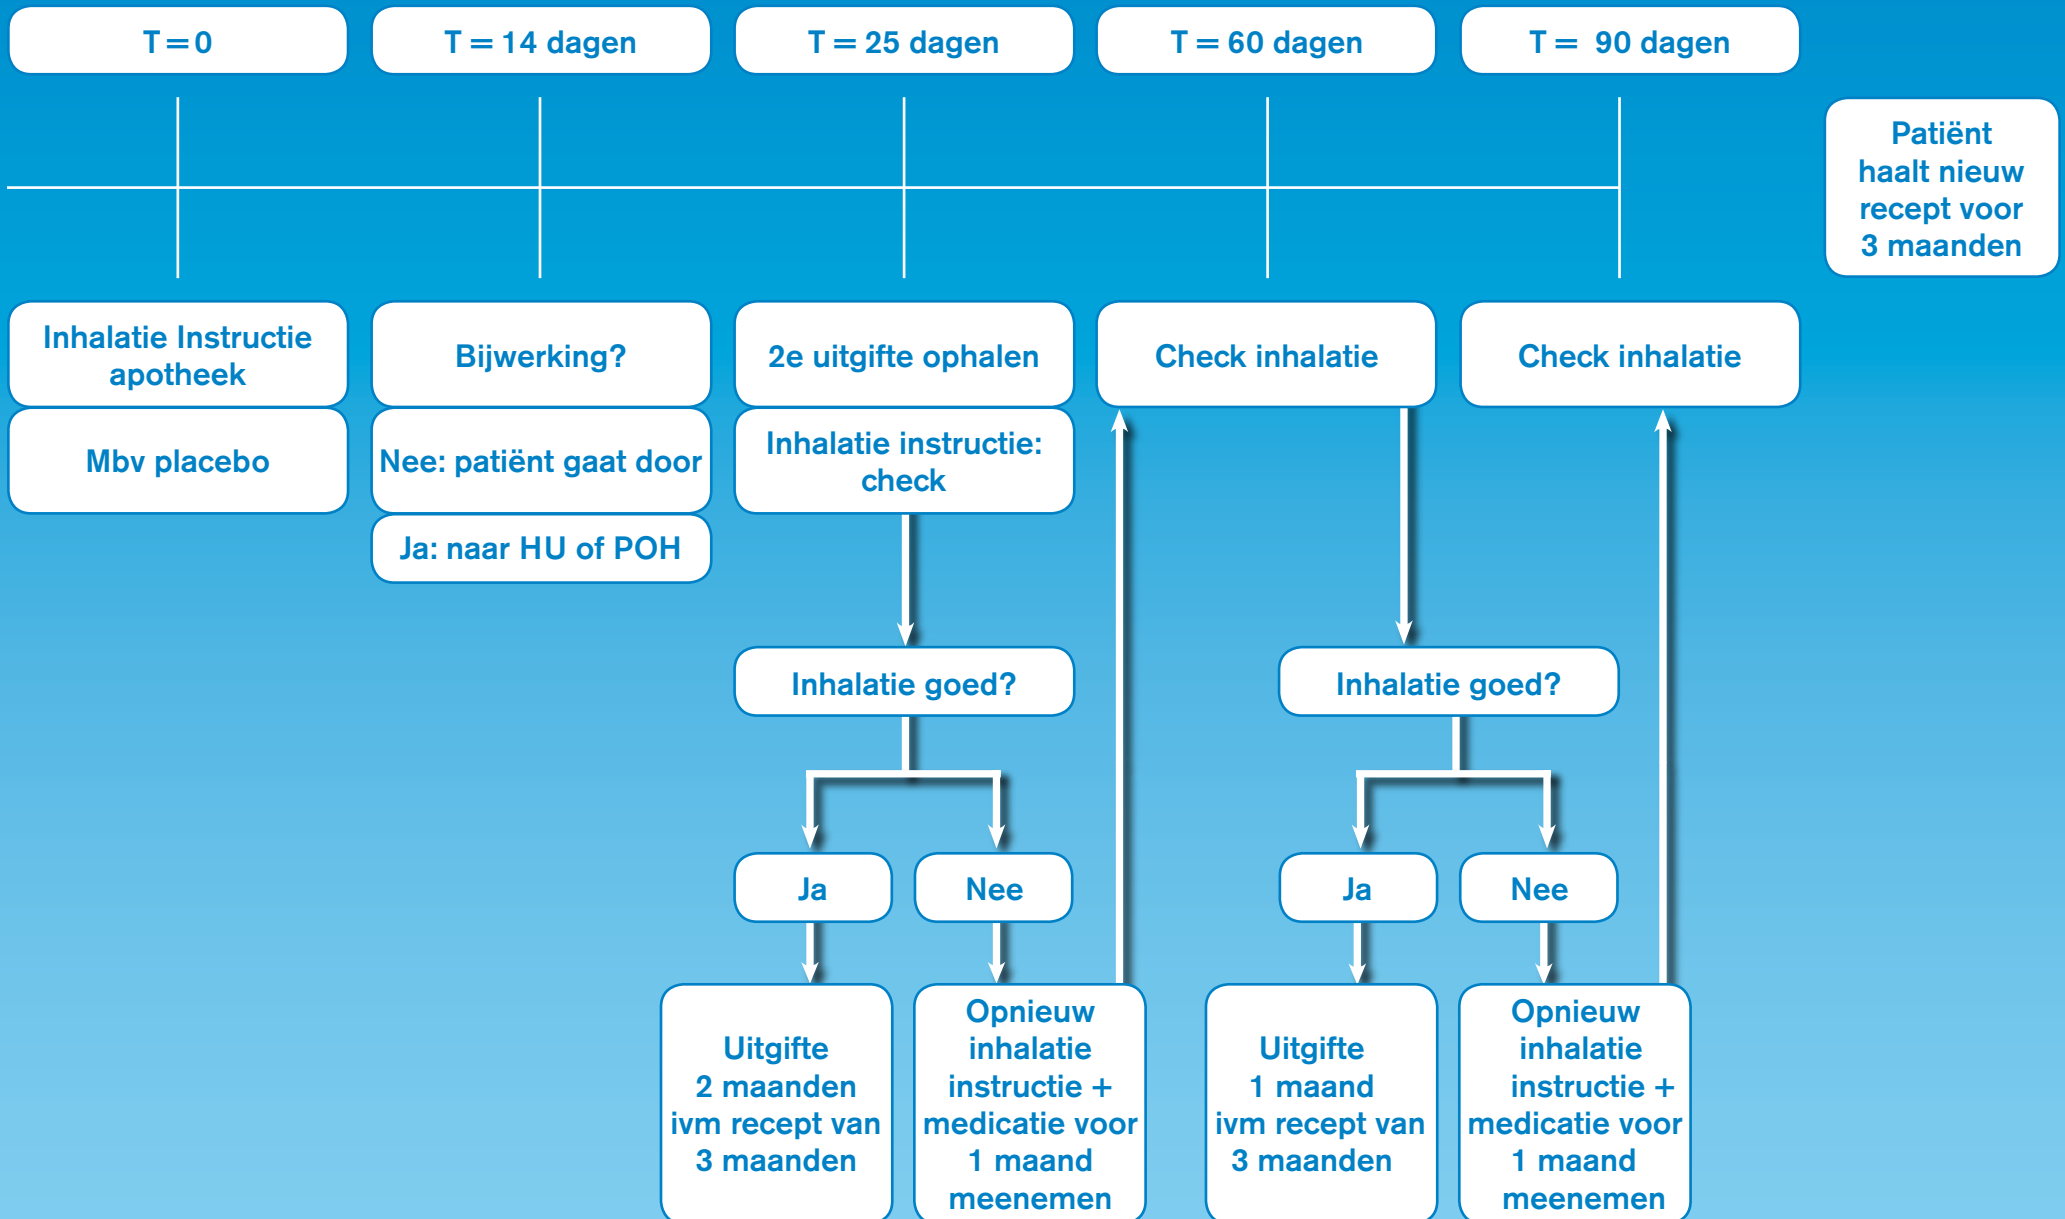 T = 0
T = 14 dagen
T = 25 dagen
T = 60 dagen
T = 90 dagen
Patiënt
haalt nieuw
recept voor
3 maanden
Inhalatie Instructie
apotheek
Mbv placebo
Bijwerking?
Nee: patiënt gaat door
Ja: naar HU of POH
2e uitgifte ophalen
Inhalatie instructie:
check
Check inhalatie
Check inhalatie
Inhalatie goed?
Inhalatie goed?
Ja
Nee
Ja
Nee
Uitgifte
2 maanden
ivm recept van
3 maanden
Opnieuw
inhalatie
instructie +
medicatie voor
1 maand
meenemen
Uitgifte
1 maand
ivm recept van
3 maanden
Opnieuw
inhalatie
instructie +
medicatie voor
1 maand
meenemen